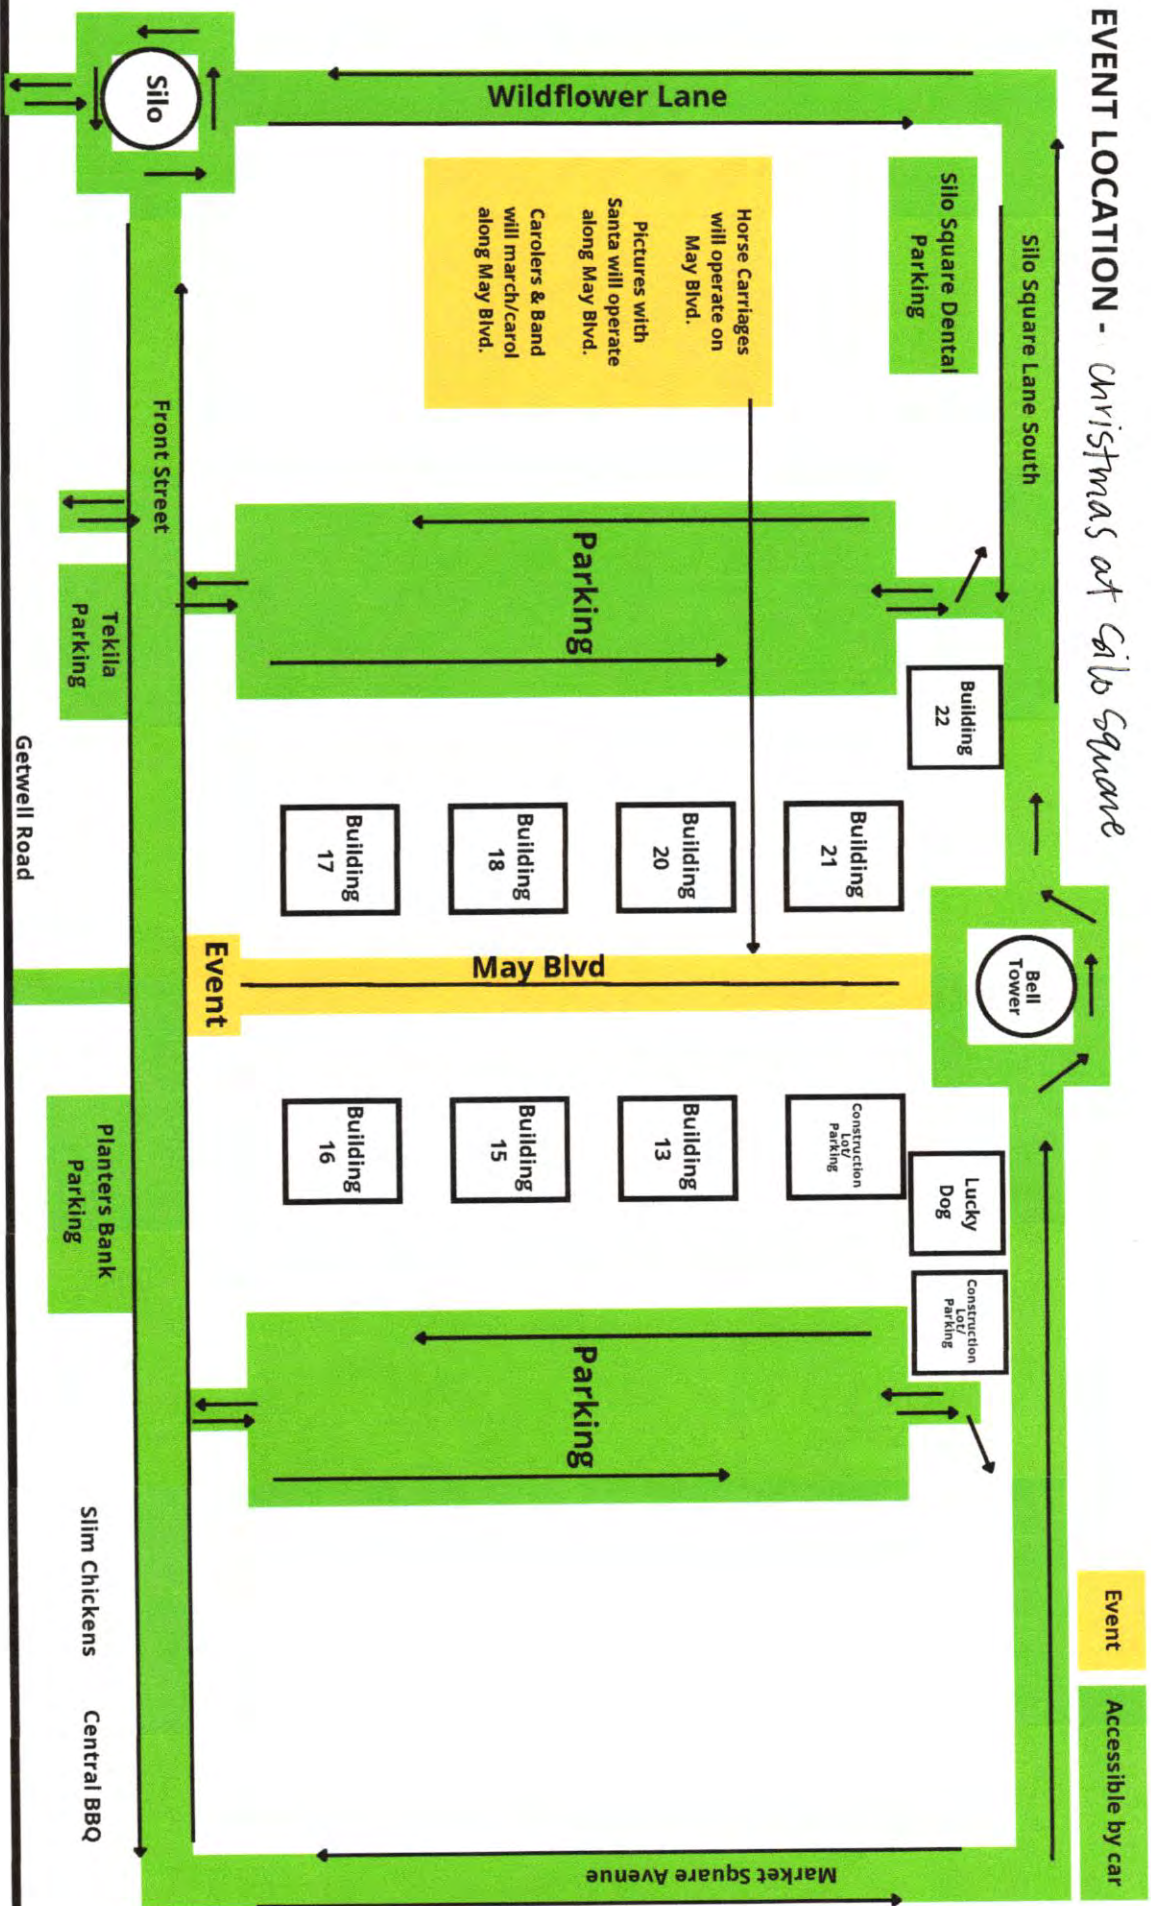 EVENT LOCATION - Christmas at Silo Square
Event
Accessible by car
Silo Square Lane South
Silo Square Dental
Parking
Wildflower Lane
Silo
Horse Carriages
will operate on
May Blvd.
Pictures with
Santa will operate
along May Blvd.
Carolers & Band
will march/carol
along May Blvd.
Parking
Building
22
Building
21
Building
20
Building
18
Building
17
Bell
Tower
May Blvd
Event
Lucky
Dog
Construction
Lot/
Parking
Construction
Lot/
Parking
Building
13
Building
15
Building
16
Parking
Market Square Avenue
Front Street
Tekila
Parking
Planters Bank
Parking
Slim Chickens
Central BBQ
Getwell Road